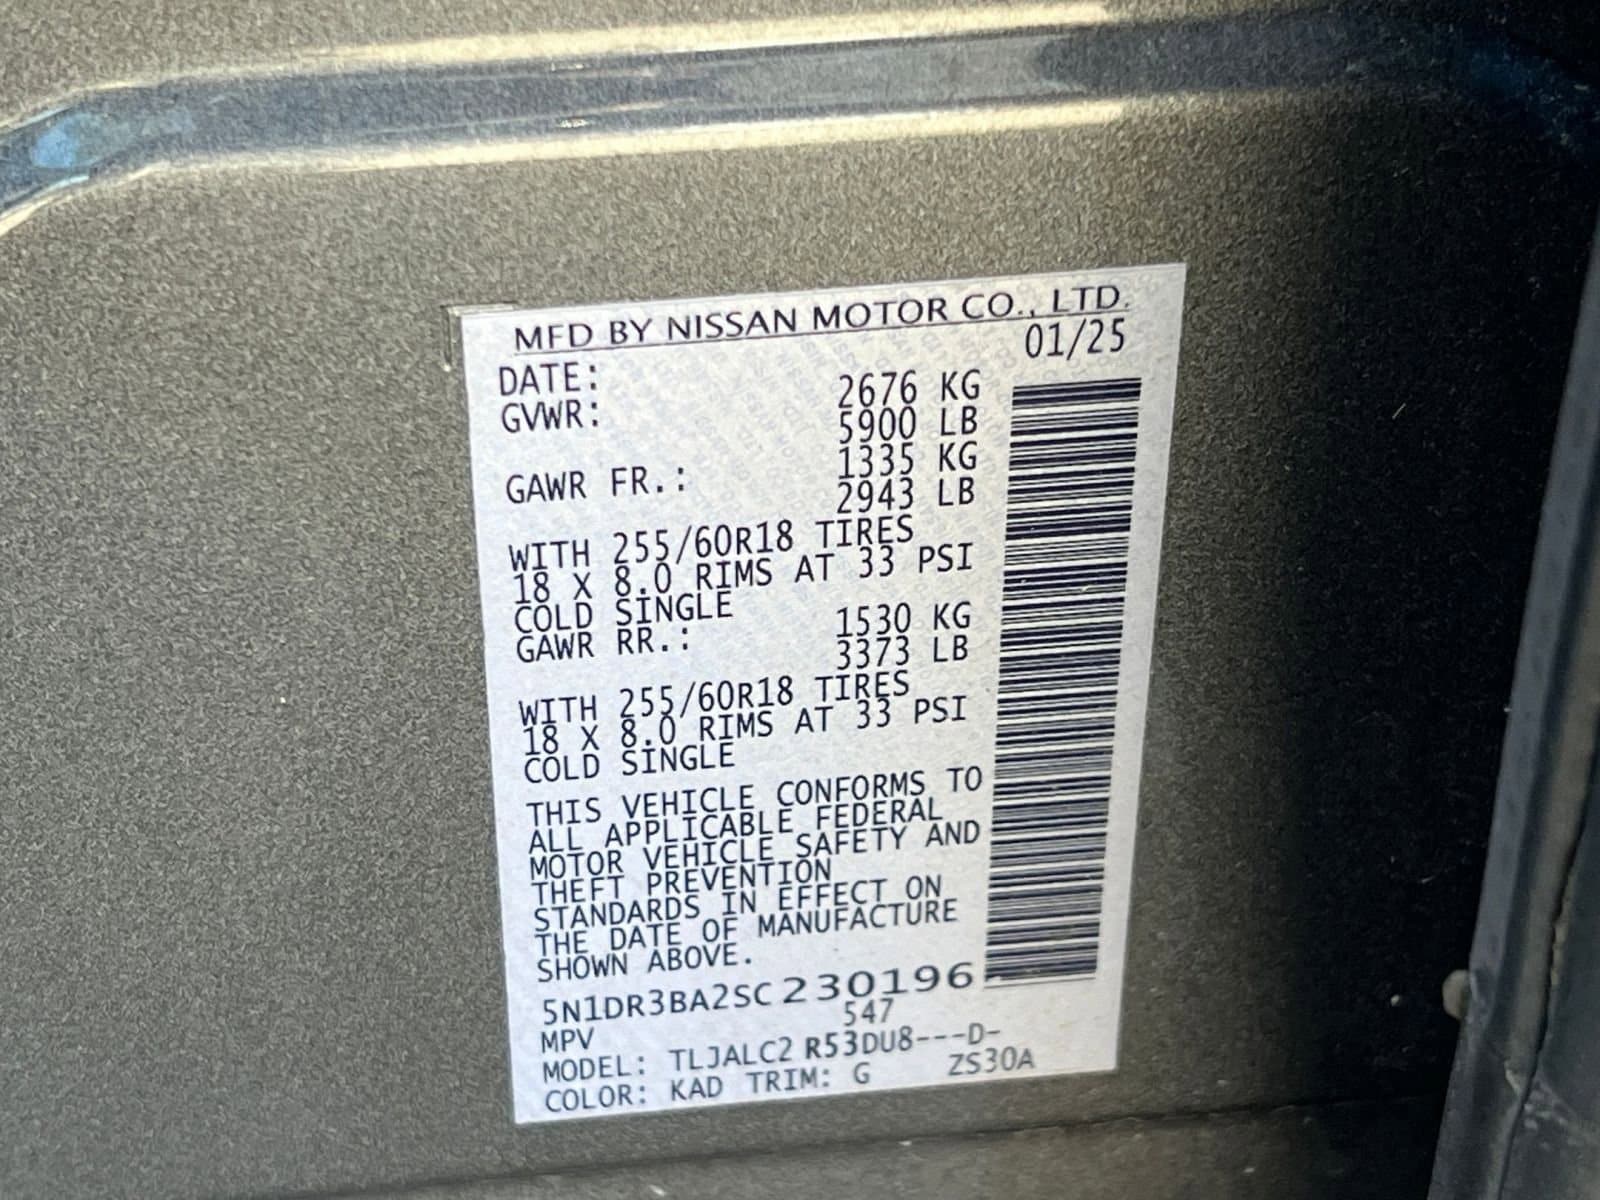 MFD BY NISSAN MOTOR CO., LTD.
DATE: 01/25
GVWR: 2676 KG
5900 LB
GAWR FR.: 1335 KG
2943 LB
WITH 255/60R18 TIRES
18 X 8.0 RIMS AT 33 PSI
COLD SINGLE
GAWR RR.: 1530 KG
3373 LB
WITH 255/60R18 TIRES
18 X 8.0 RIMS AT 33 PSI
COLD SINGLE
THIS VEHICLE CONFORMS TO
ALL APPLICABLE FEDERAL
MOTOR VEHICLE SAFETY AND
THEFT PREVENTION
STANDARDS IN EFFECT ON
THE DATE OF MANUFACTURE
SHOWN ABOVE.
5N1DR3BA2SC230196
MPV 547
MODEL: TLJALC2 R53DU8---D-
COLOR: KAD TRIM: G ZS30A